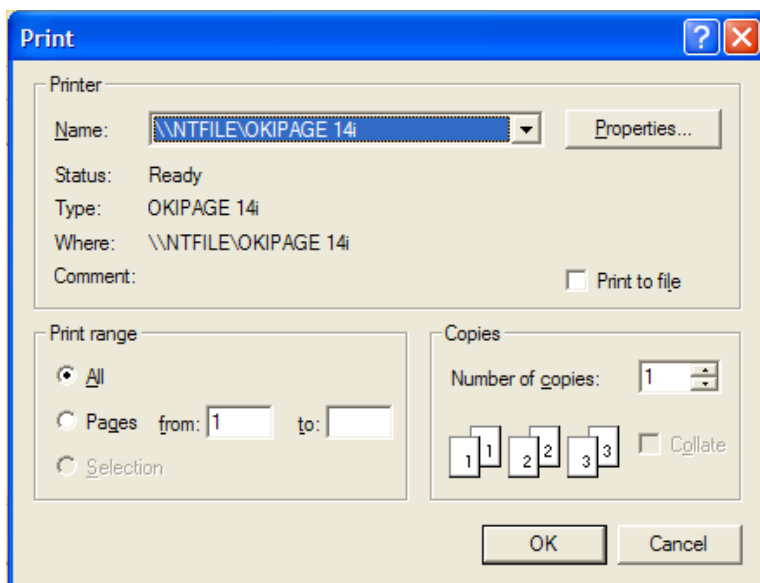 Print
Printer
Name: \\NTFILE\OKIPAGE 14i Properties...
Status: Ready
Type: OKIPAGE 14i
Where: \\NTFILE\OKIPAGE 14i
Comment: Print to file
Print range
All
Pages from: 1 to:
Selection
Copies
Number of copies: 1
1 1 2 2 3 3 Collate
OK Cancel